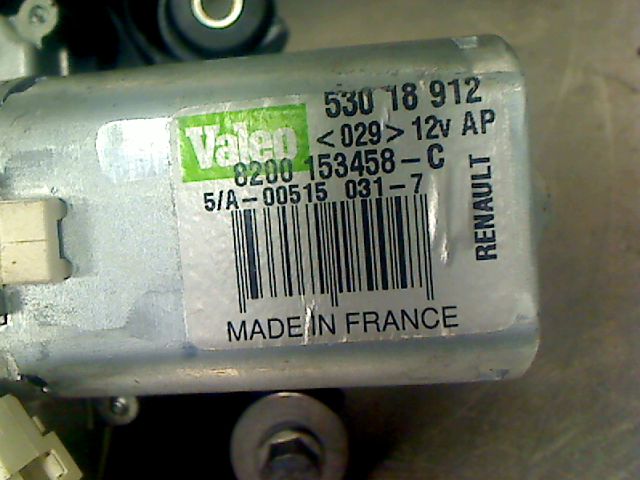 530 18 912
Valeo
<029> 12v AP
8200 153458-C
5/A-00515 031-7
RENAULT
MADE IN FRANCE